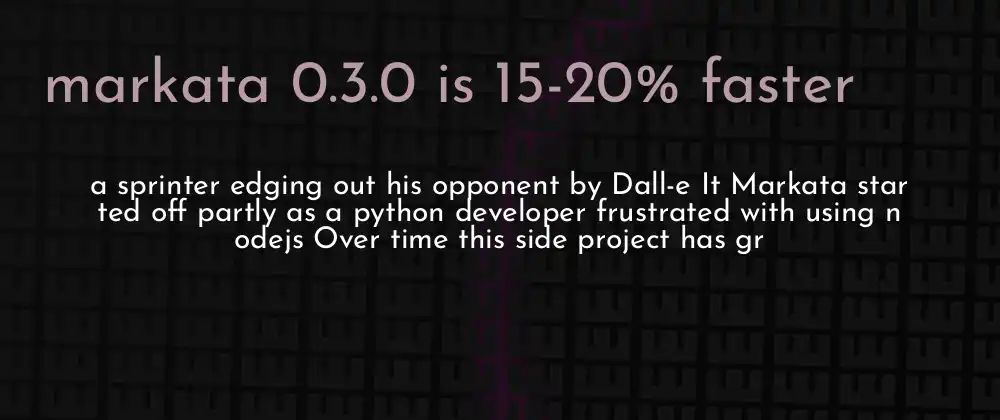 markata 0.3.0 is 15-20% faster
a sprinter edging out his opponent by Dall-e It Markata star
ted off partly as a python developer frustrated with using n
odejs Over time this side project has gr